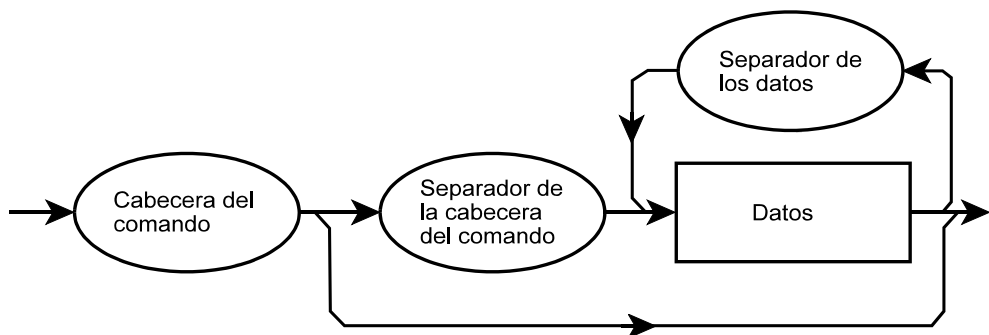 Separador de
los datos
Cabecera del
comando
Separador de
la cabecera
del comando
Datos